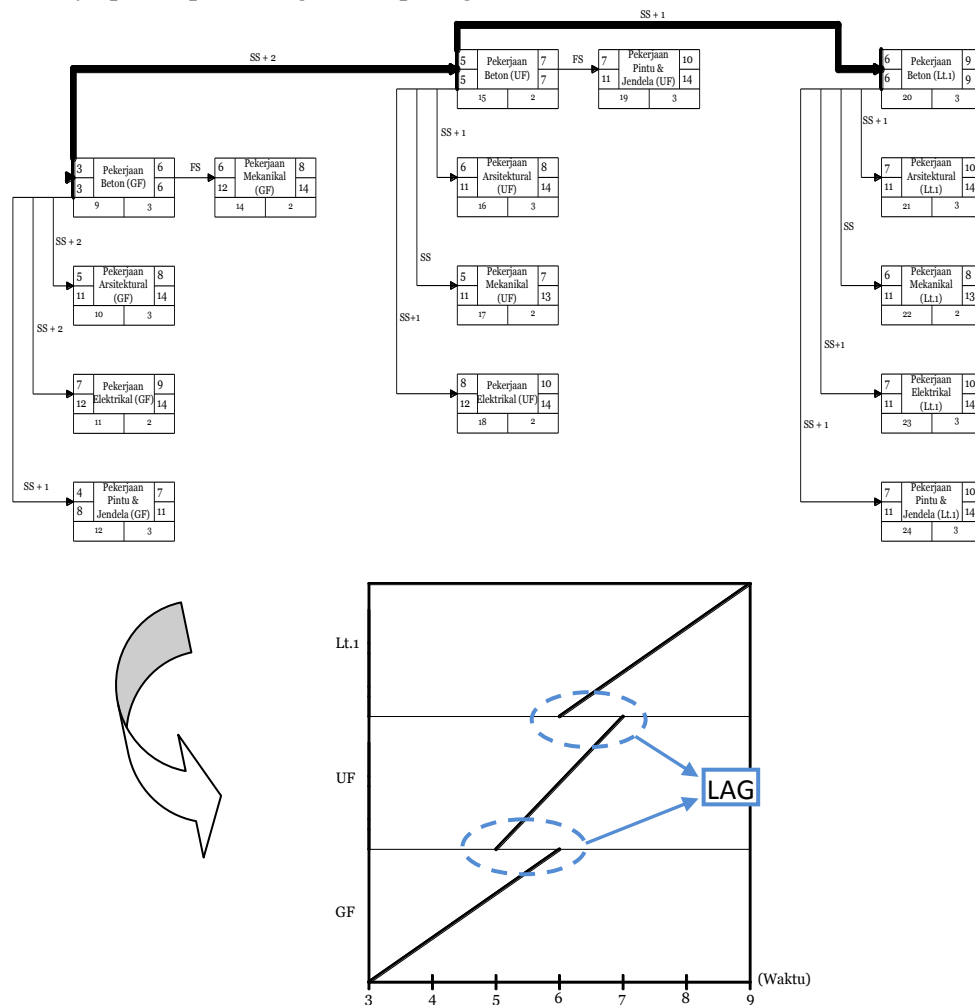 SS + 1
SS + 2
5 Pekerjaan 7
Beton (UF)
5 7
15 2
FS
7 Pekerjaan 10
Pintu &
11 Jendela (UF) 14
19 3
6 Pekerjaan 9
Beton (Lt.1)
6 9
20 3
SS + 1
SS + 1
3 Pekerjaan 6
Beton (GF)
3 6
9 3
FS
6 Pekerjaan 8
Mekanikal
12 (GF) 14
14 2
6 Pekerjaan 8
Arsitektural
11 (UF) 14
16 3
7 Pekerjaan 10
Arsitektural
11 (Lt.1) 14
21 3
SS + 2
SS
SS
5 Pekerjaan 8
Arsitektural
11 (GF) 14
10 3
5 Pekerjaan 7
Mekanikal
11 (UF) 13
17 2
6 Pekerjaan 8
Mekanikal
11 (Lt.1) 13
22 2
SS + 2
SS+1
SS+1
7 Pekerjaan 9
Elektrikal (GF)
12 14
11 2
8 Pekerjaan 10
Elektrikal (UF)
12 14
18 2
7 Pekerjaan 10
Elektrikal
11 (Lt.1) 14
23 3
SS + 1
SS + 1
4 Pekerjaan 7
Pintu &
8 Jendela (GF) 11
12 3
7 Pekerjaan 10
Pintu &
11 Jendela (Lt.1) 14
24 3
Lt.1
UF
LAG
GF
(Waktu)
3 4 5 6 7 8 9